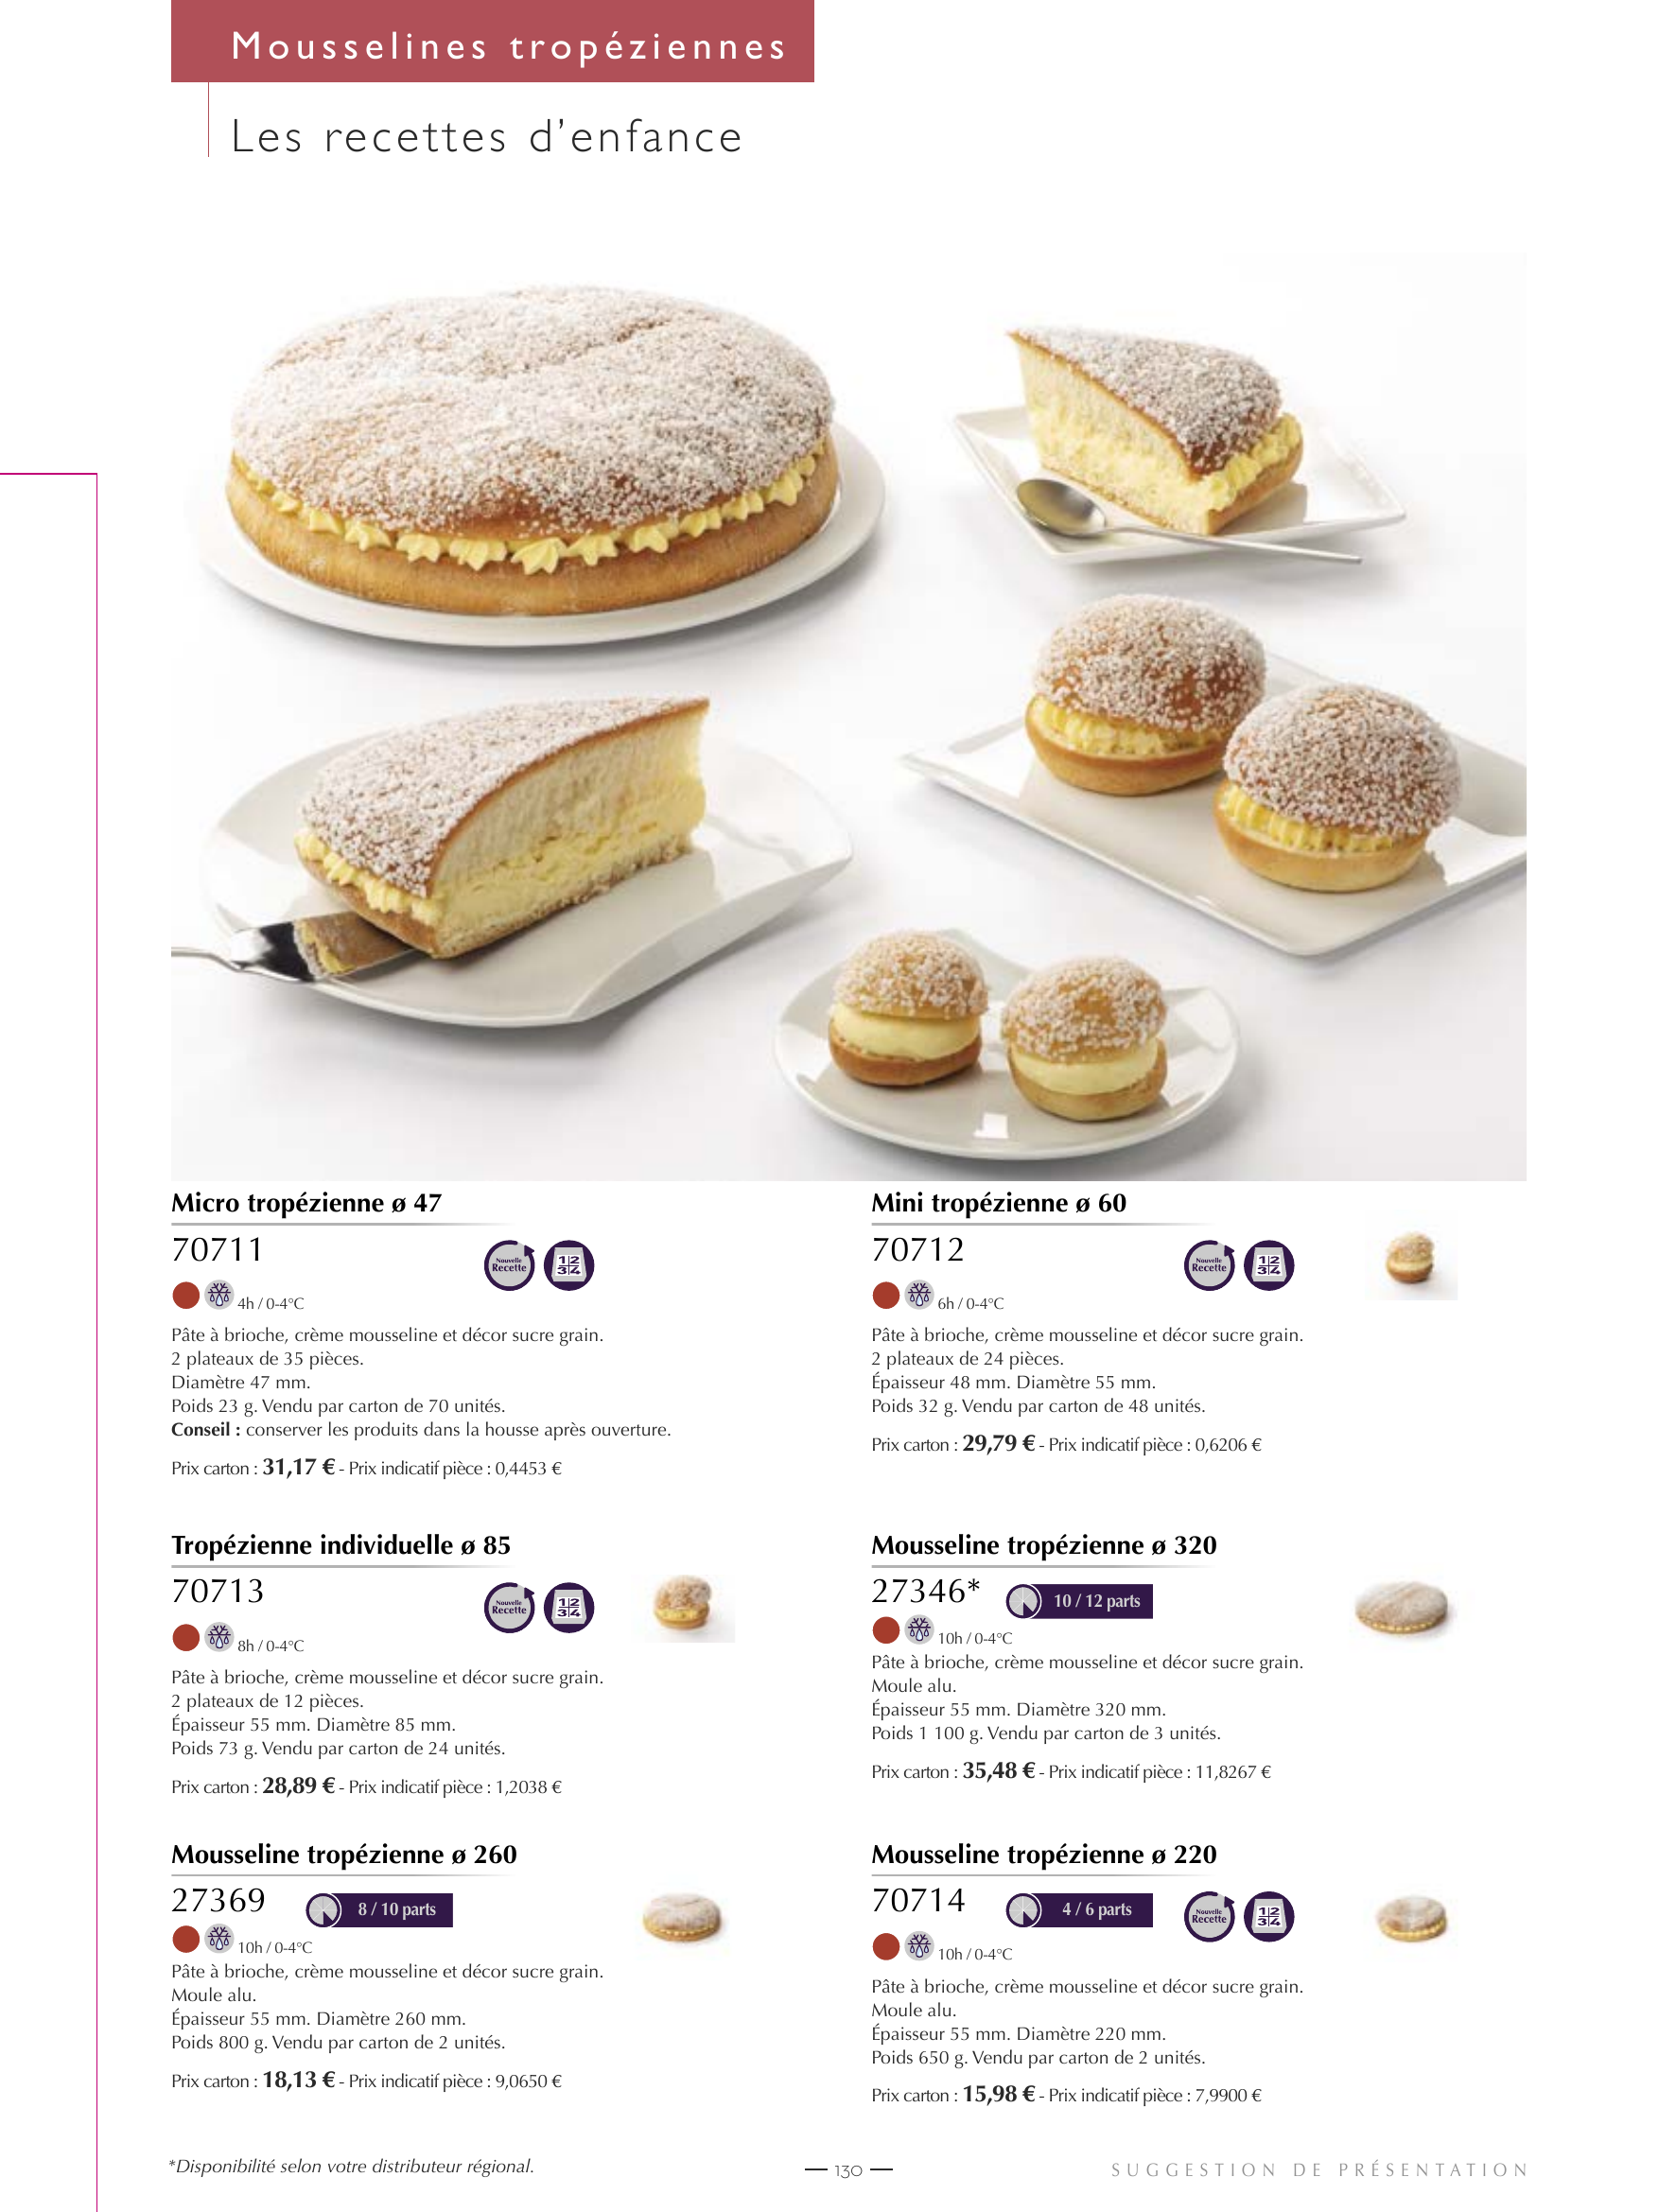 Mousselines tropéziennes
Les recettes d'enfance
Micro tropézienne ø 47
70711
Nouvelle
Recette
12
34
4h / 0-4°C
Pâte à brioche, crème mousseline et décor sucre grain.
2 plateaux de 35 pièces.
Diamètre 47 mm.
Poids 23 g. Vendu par carton de 70 unités.
Conseil : conserver les produits dans la housse après ouverture.
Prix carton : 31,17 € - Prix indicatif pièce : 0,4453 €
Mini tropézienne ø 60
70712
Nouvelle
Recette
12
34
6h / 0-4°C
Pâte à brioche, crème mousseline et décor sucre grain.
2 plateaux de 24 pièces.
Épaisseur 48 mm. Diamètre 55 mm.
Poids 32 g. Vendu par carton de 48 unités.
Prix carton : 29,79 € - Prix indicatif pièce : 0,6206 €
Tropézienne individuelle ø 85
70713
Nouvelle
Recette
12
34
8h / 0-4°C
Pâte à brioche, crème mousseline et décor sucre grain.
2 plateaux de 12 pièces.
Épaisseur 55 mm. Diamètre 85 mm.
Poids 73 g. Vendu par carton de 24 unités.
Prix carton : 28,89 € - Prix indicatif pièce : 1,2038 €
Mousseline tropézienne ø 320
27346*
10 / 12 parts
10h / 0-4°C
Pâte à brioche, crème mousseline et décor sucre grain.
Moule alu.
Épaisseur 55 mm. Diamètre 320 mm.
Poids 1 100 g. Vendu par carton de 3 unités.
Prix carton : 35,48 € - Prix indicatif pièce : 11,8267 €
Mousseline tropézienne ø 260
27369
8 / 10 parts
10h / 0-4°C
Pâte à brioche, crème mousseline et décor sucre grain.
Moule alu.
Épaisseur 55 mm. Diamètre 260 mm.
Poids 800 g. Vendu par carton de 2 unités.
Prix carton : 18,13 € - Prix indicatif pièce : 9,0650 €
Mousseline tropézienne ø 220
70714
4 / 6 parts
Nouvelle
Recette
12
34
10h / 0-4°C
Pâte à brioche, crème mousseline et décor sucre grain.
Moule alu.
Épaisseur 55 mm. Diamètre 220 mm.
Poids 650 g. Vendu par carton de 2 unités.
Prix carton : 15,98 € - Prix indicatif pièce : 7,9900 €
*Disponibilité selon votre distributeur régional.
130
SUGGESTION DE PRÉSENTATION